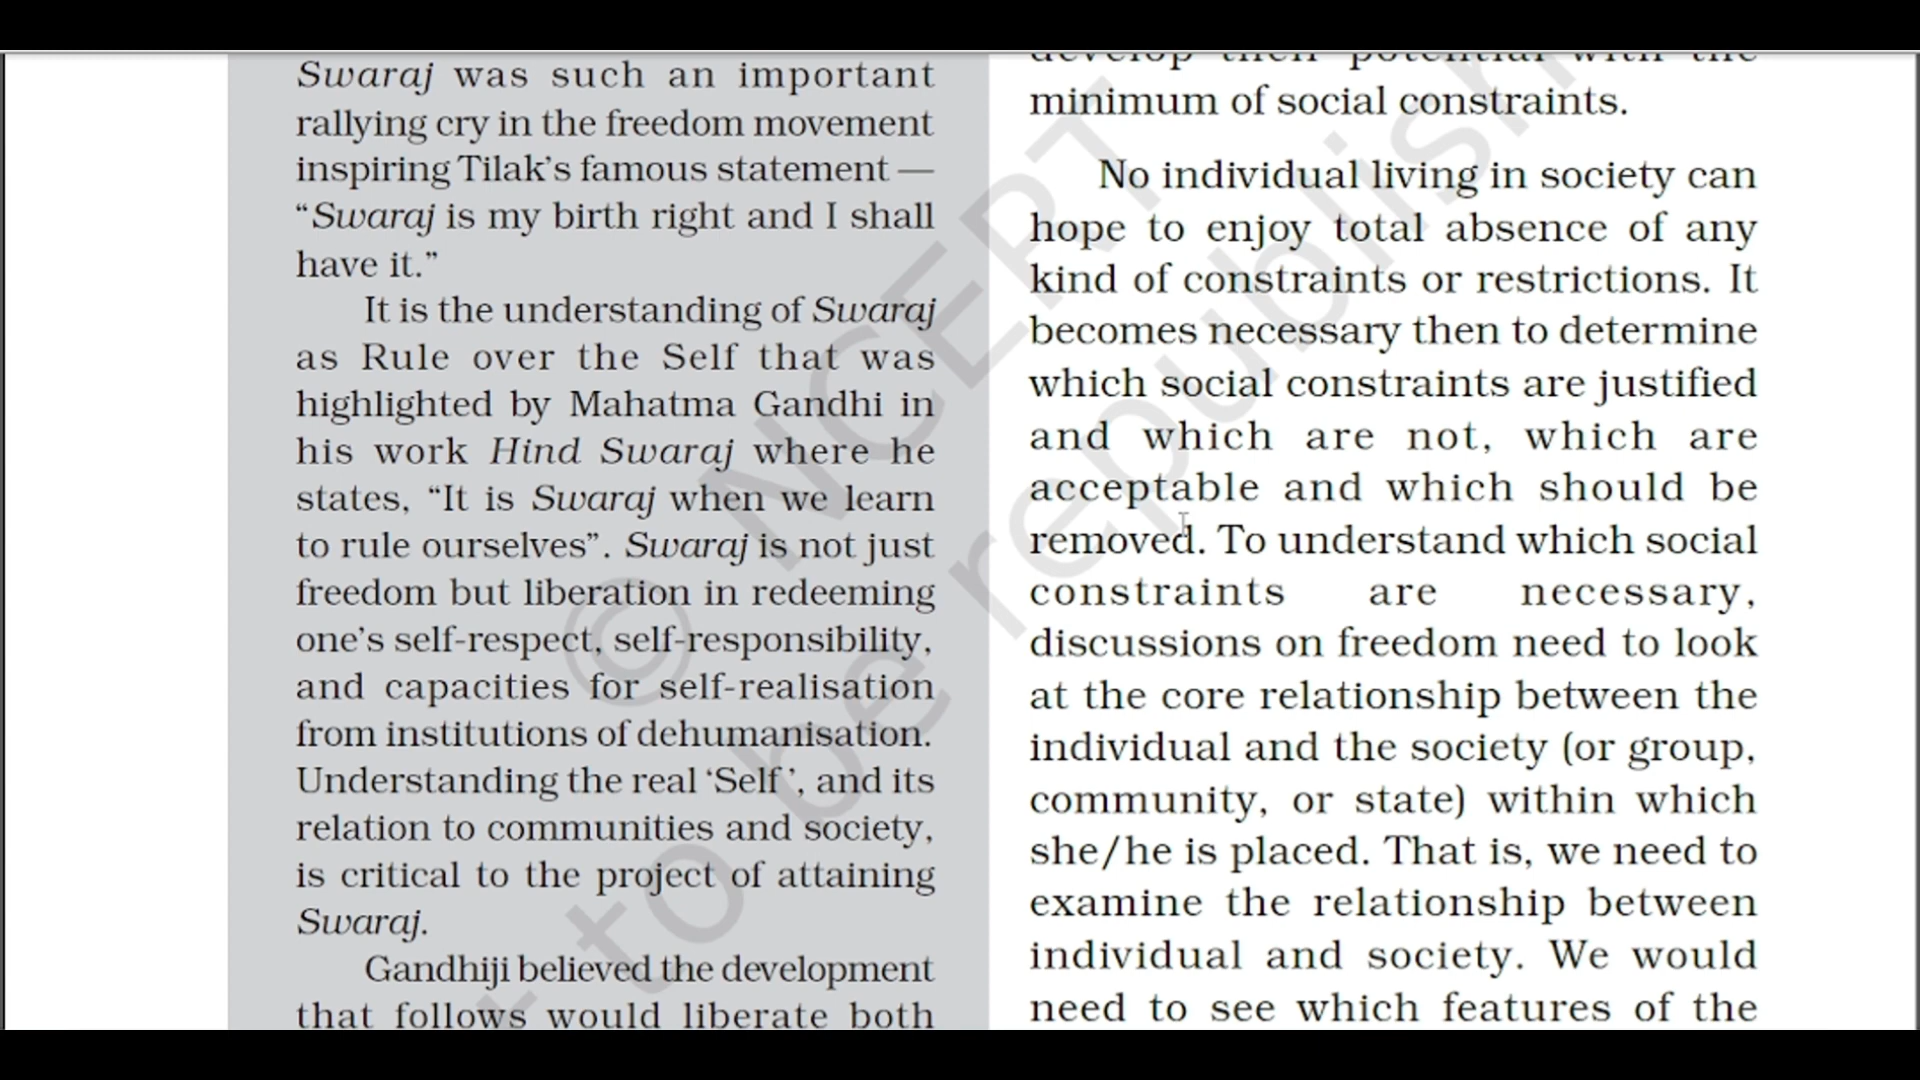 Swaraj was such an important
rallying cry in the freedom movement
inspiring Tilak’s famous statement —
“Swaraj is my birth right and I shall
have it.”
It is the understanding of Swaraj
as Rule over the Self that was
highlighted by Mahatma Gandhi in
his work Hind Swaraj where he
states, “It is Swaraj when we learn
to rule ourselves”. Swaraj is not just
freedom but liberation in redeeming
one’s self-respect, self-responsibility,
and capacities for self-realisation
from institutions of dehumanisation.
Understanding the real ‘Self’, and its
relation to communities and society,
is critical to the project of attaining
Swaraj.
Gandhiji believed the development
that follows would liberate both
develop their potential with the
minimum of social constraints.
No individual living in society can
hope to enjoy total absence of any
kind of constraints or restrictions. It
becomes necessary then to determine
which social constraints are justified
and which are not, which are
acceptable and which should be
removed. To understand which social
constraints are necessary,
discussions on freedom need to look
at the core relationship between the
individual and the society (or group,
community, or state) within which
she/he is placed. That is, we need to
examine the relationship between
individual and society. We would
need to see which features of the
© NCERT
to be republish